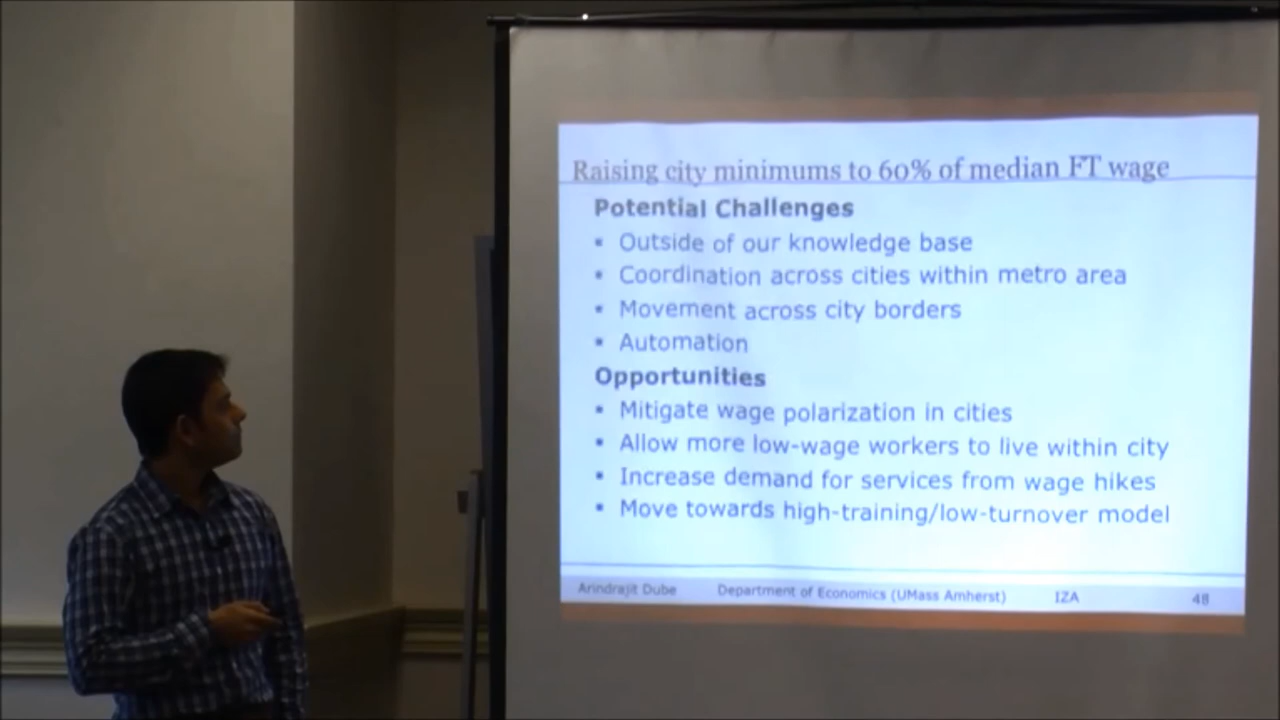 Raising city minimums to 60% of median FT wage
Potential Challenges
▪ Outside of our knowledge base
▪ Coordination across cities within metro area
▪ Movement across city borders
▪ Automation
Opportunities
▪ Mitigate wage polarization in cities
▪ Allow more low-wage workers to live within city
▪ Increase demand for services from wage hikes
▪ Move towards high-training/low-turnover model
Arindrajit Dube Department of Economics (UMass Amherst) IZA 48